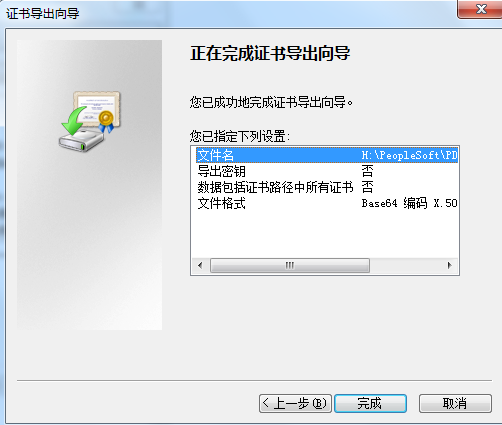 证书导出向导
正在完成证书导出向导
您已成功地完成证书导出向导。
您已指定下列设置:
文件名 H:\PeopleSoft\PD
导出密钥 否
数据包括证书路径中所有证书 否
文件格式 Base64 编码 X.50
< 上一步(B) 完成 取消